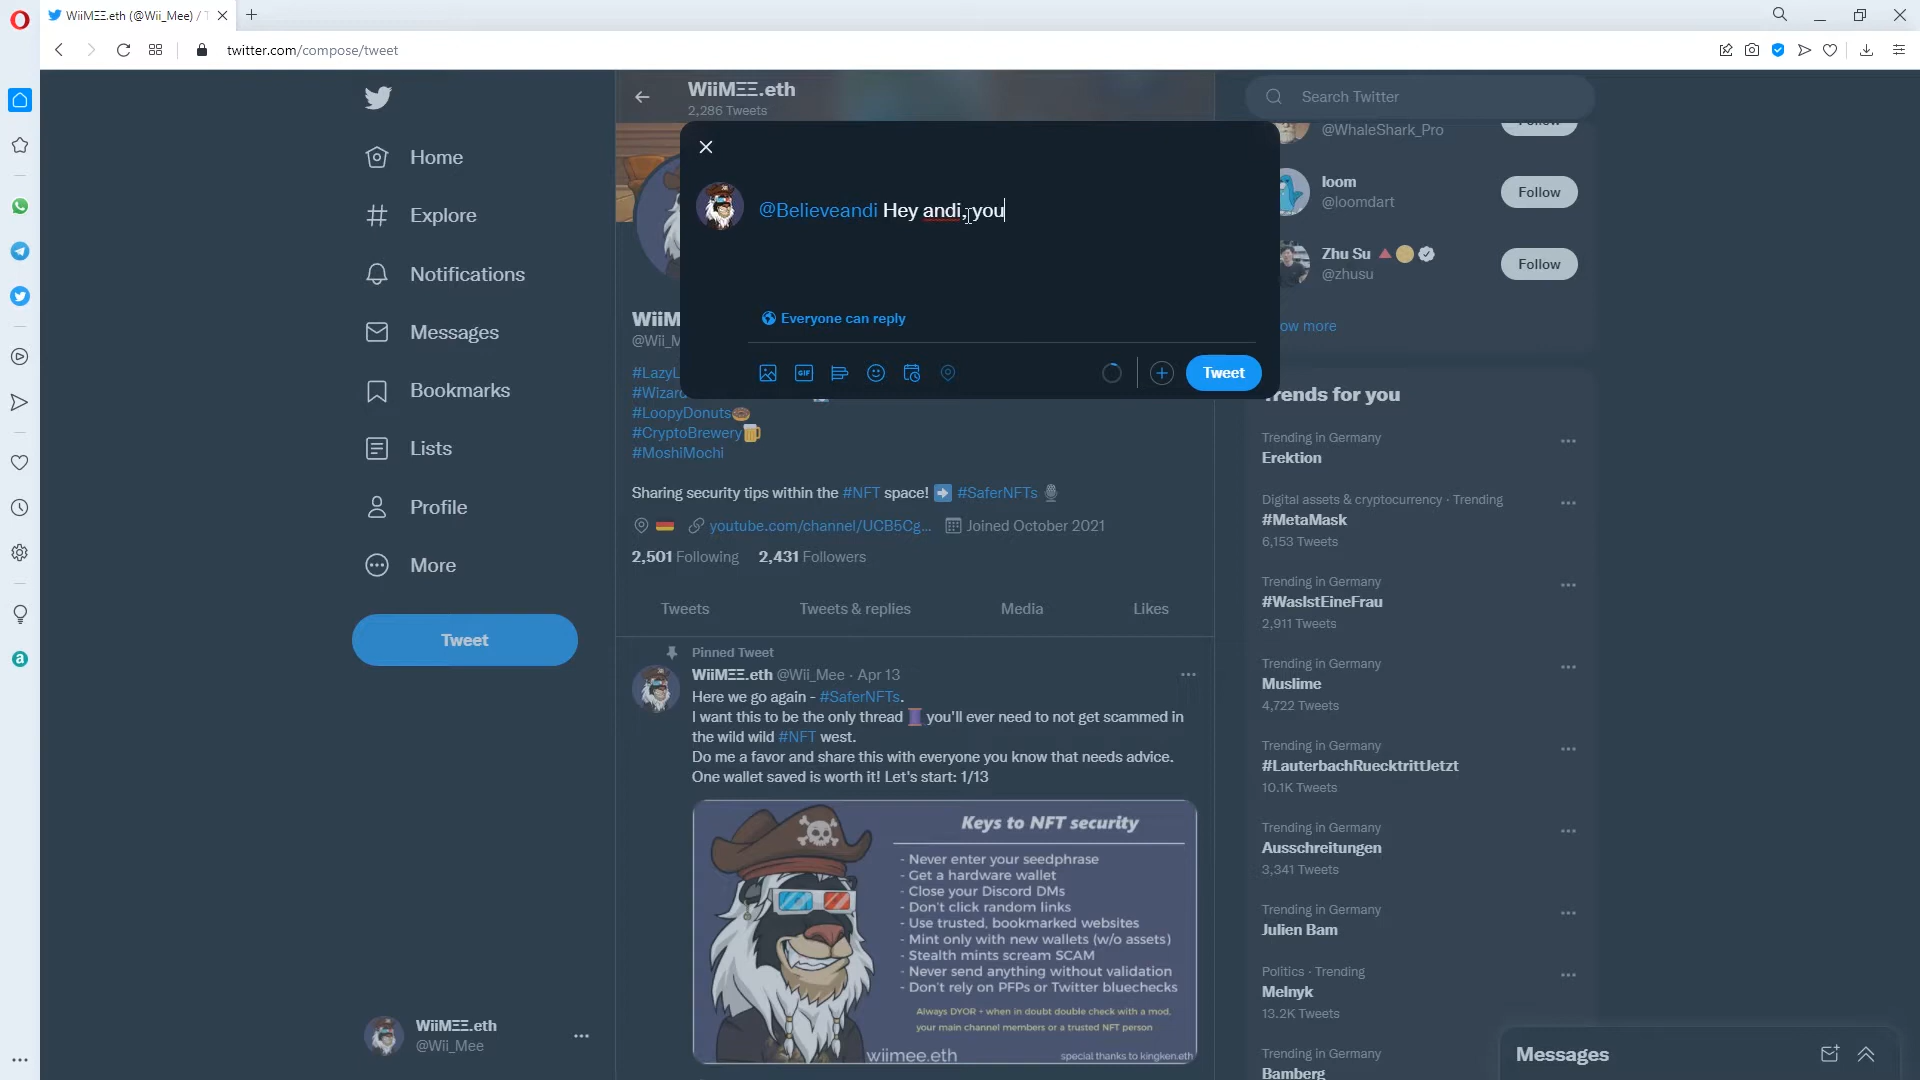 WiiMΞΞ.eth (@Wii_Mee) / T
twitter.com/compose/tweet
Home
Explore
Notifications
Messages
Bookmarks
Lists
Profile
More
Tweet
WiiMΞΞ.eth
@Wii_Mee
WiiMΞΞ.eth
2,286 Tweets
@Believeandi Hey andi, you
Everyone can reply
GIF
Tweet
WiiM
@Wii_M
#LazyL
#Wizard
#LoopyDonuts🍩
#CryptoBrewery🍺
#MoshiMochi
Sharing security tips within the #NFT space! ➡️ #SaferNFTs 🎙️
youtube.com/channel/UCB5Cg... Joined October 2021
2,501 Following 2,431 Followers
Tweets Tweets & replies Media Likes
Pinned Tweet
WiiMΞΞ.eth @Wii_Mee · Apr 13
Here we go again - #SaferNFTs.
I want this to be the only thread 🧵 you'll ever need to not get scammed in
the wild wild #NFT west.
Do me a favor and share this with everyone you know that needs advice.
One wallet saved is worth it! Let's start: 1/13
Keys to NFT security
- Never enter your seedphrase
- Get a hardware wallet
- Close your Discord DMs
- Don't click random links
- Use trusted, bookmarked websites
- Mint only with new wallets (w/o assets)
- Stealth mints scream SCAM
- Never send anything without validation
- Don't rely on PFPs or Twitter bluechecks
Always DYOR + when in doubt double check with a mod,
your main channel members or a trusted NFT person
wiimee.eth
special thanks to kingken.eth
Search Twitter
@WhaleShark_Pro
Follow
loom
@loomdart
Follow
Zhu Su 🔺
@zhusu
Follow
ow more
Trends for you
Trending in Germany
Erektion
Digital assets & cryptocurrency · Trending
#MetaMask
6,153 Tweets
Trending in Germany
#WasIstEineFrau
2,911 Tweets
Trending in Germany
Muslime
4,722 Tweets
Trending in Germany
#LauterbachRuecktrittJetzt
10.1K Tweets
Trending in Germany
Ausschreitungen
3,341 Tweets
Trending in Germany
Julien Bam
Politics · Trending
Melnyk
13.2K Tweets
Trending in Germany
Bamberg
Messages